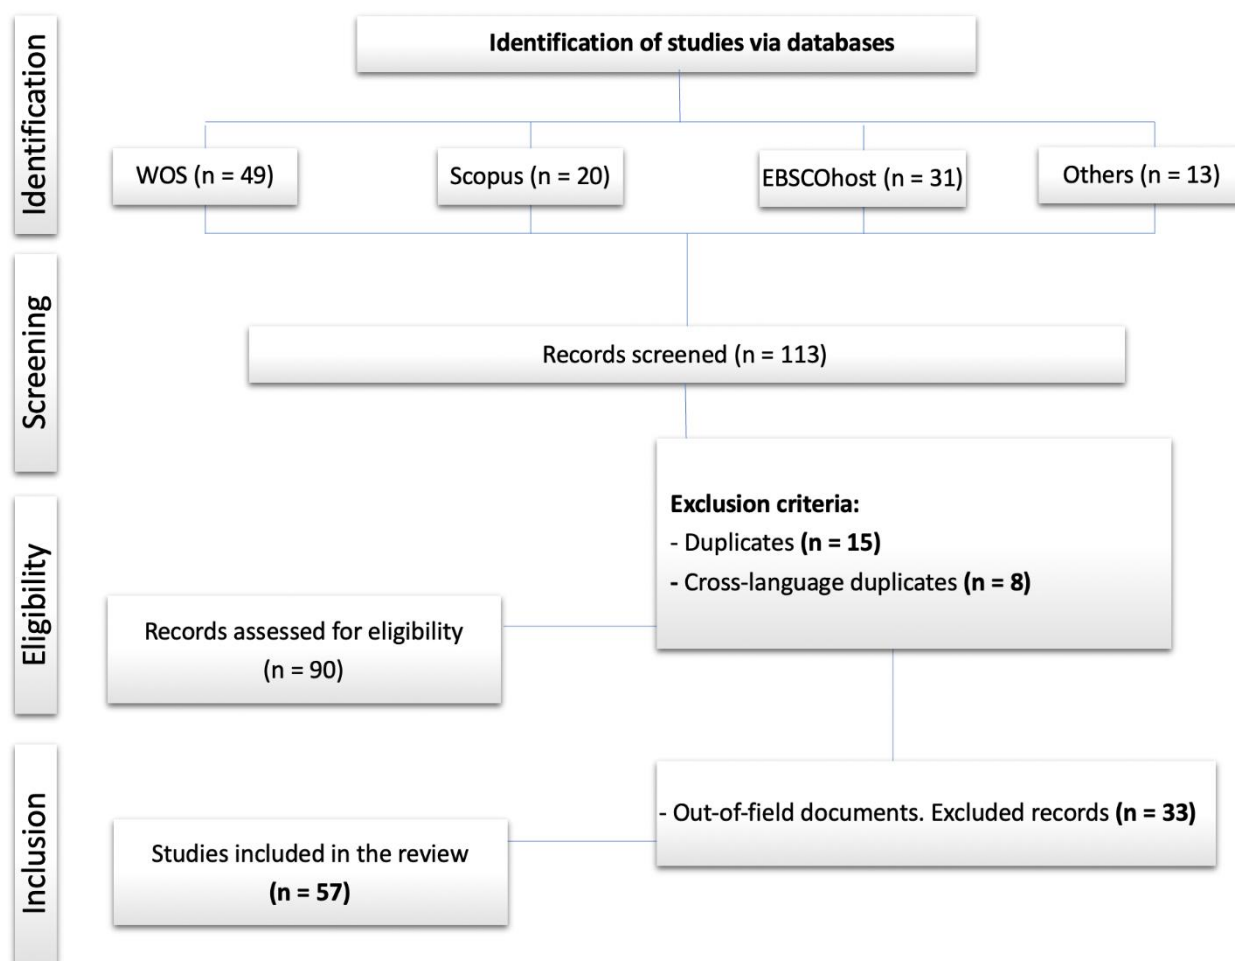 Identification
Identification of studies via databases
WOS (n = 49)
Scopus (n = 20)
EBSCOhost (n = 31)
Others (n = 13)
Screening
Records screened (n = 113)
Eligibility
Exclusion criteria:
- Duplicates (n = 15)
- Cross-language duplicates (n = 8)
Records assessed for eligibility
(n = 90)
Inclusion
- Out-of-field documents. Excluded records (n = 33)
Studies included in the review
(n = 57)